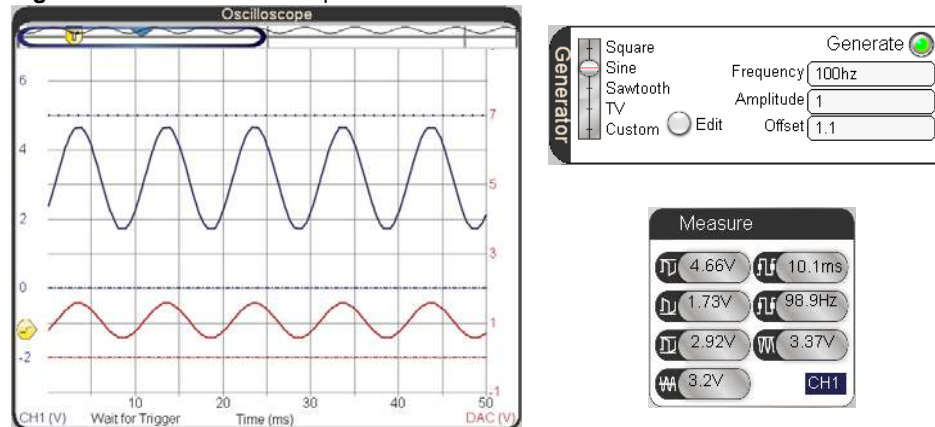 Oscilloscope
6
4
2
0
-2
7
5
3
1
-1
10
20
30
40
50
CH1 (V)
Wait for Trigger
Time (ms)
DAC (V)
Generator
Square
Sine
Sawtooth
TV
Custom
Edit
Generate
Frequency 100hz
Amplitude 1
Offset 1.1
Measure
4.66V 10.1ms
1.73V 98.9Hz
2.92V 3.37V
3.2V CH1